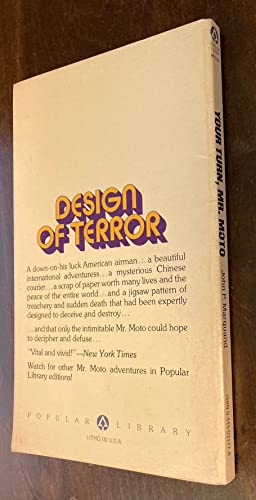 DESIGN
OF TERROR
A down-on-his luck American airman... a beautiful
international adventuress...a mysterious Chinese
courier...a scrap of paper worth many lives and the
peace of the entire world...and a jigsaw pattern of
treachery and sudden death that had been expertly
designed to deceive and destroy...
...and that only the inimitable Mr. Moto could hope
to decipher and defuse...
"Vital and vivid!"—New York Times
Watch for other Mr. Moto adventures in Popular
Library editions!
POPULAR LIBRARY
LITHO IN U.S.A.
YOUR TURN, MR. MOTO
John P. Marquand